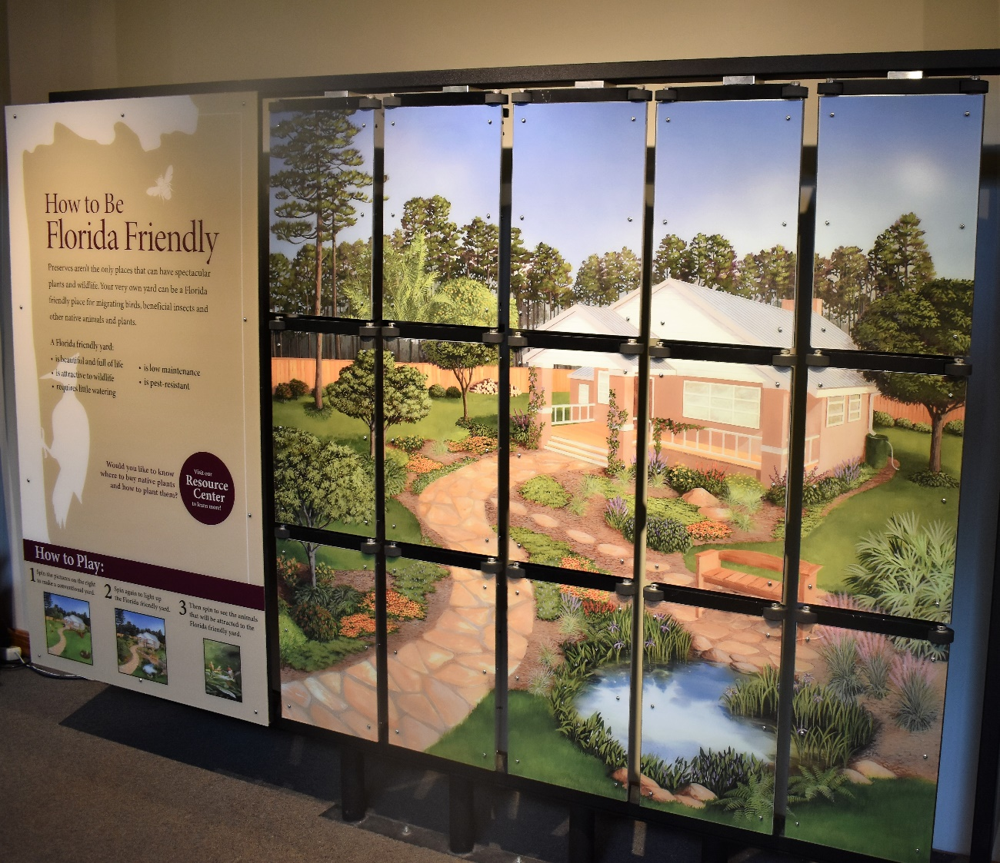 How to Be
Florida Friendly
Preserves aren't the only places that can have spectacular
plants and wildlife. Your very own yard can be a Florida
friendly place for migrating birds, beneficial insects and
other native animals and plants.
A Florida friendly yard:
• is beautiful and full of life
• is attractive to wildlife
• requires little watering
• is low maintenance
• is pest-resistant
Would you like to know
where to buy native plants
and how to plant them?
Visit our
Resource
Center
to learn more!
How to Play:
1 Spin the pictures on the right
to make a conventional yard.
2 Spin again to light up
the Florida friendly yard.
3 Then spin to see the animals
that will be attracted to the
Florida friendly yard.